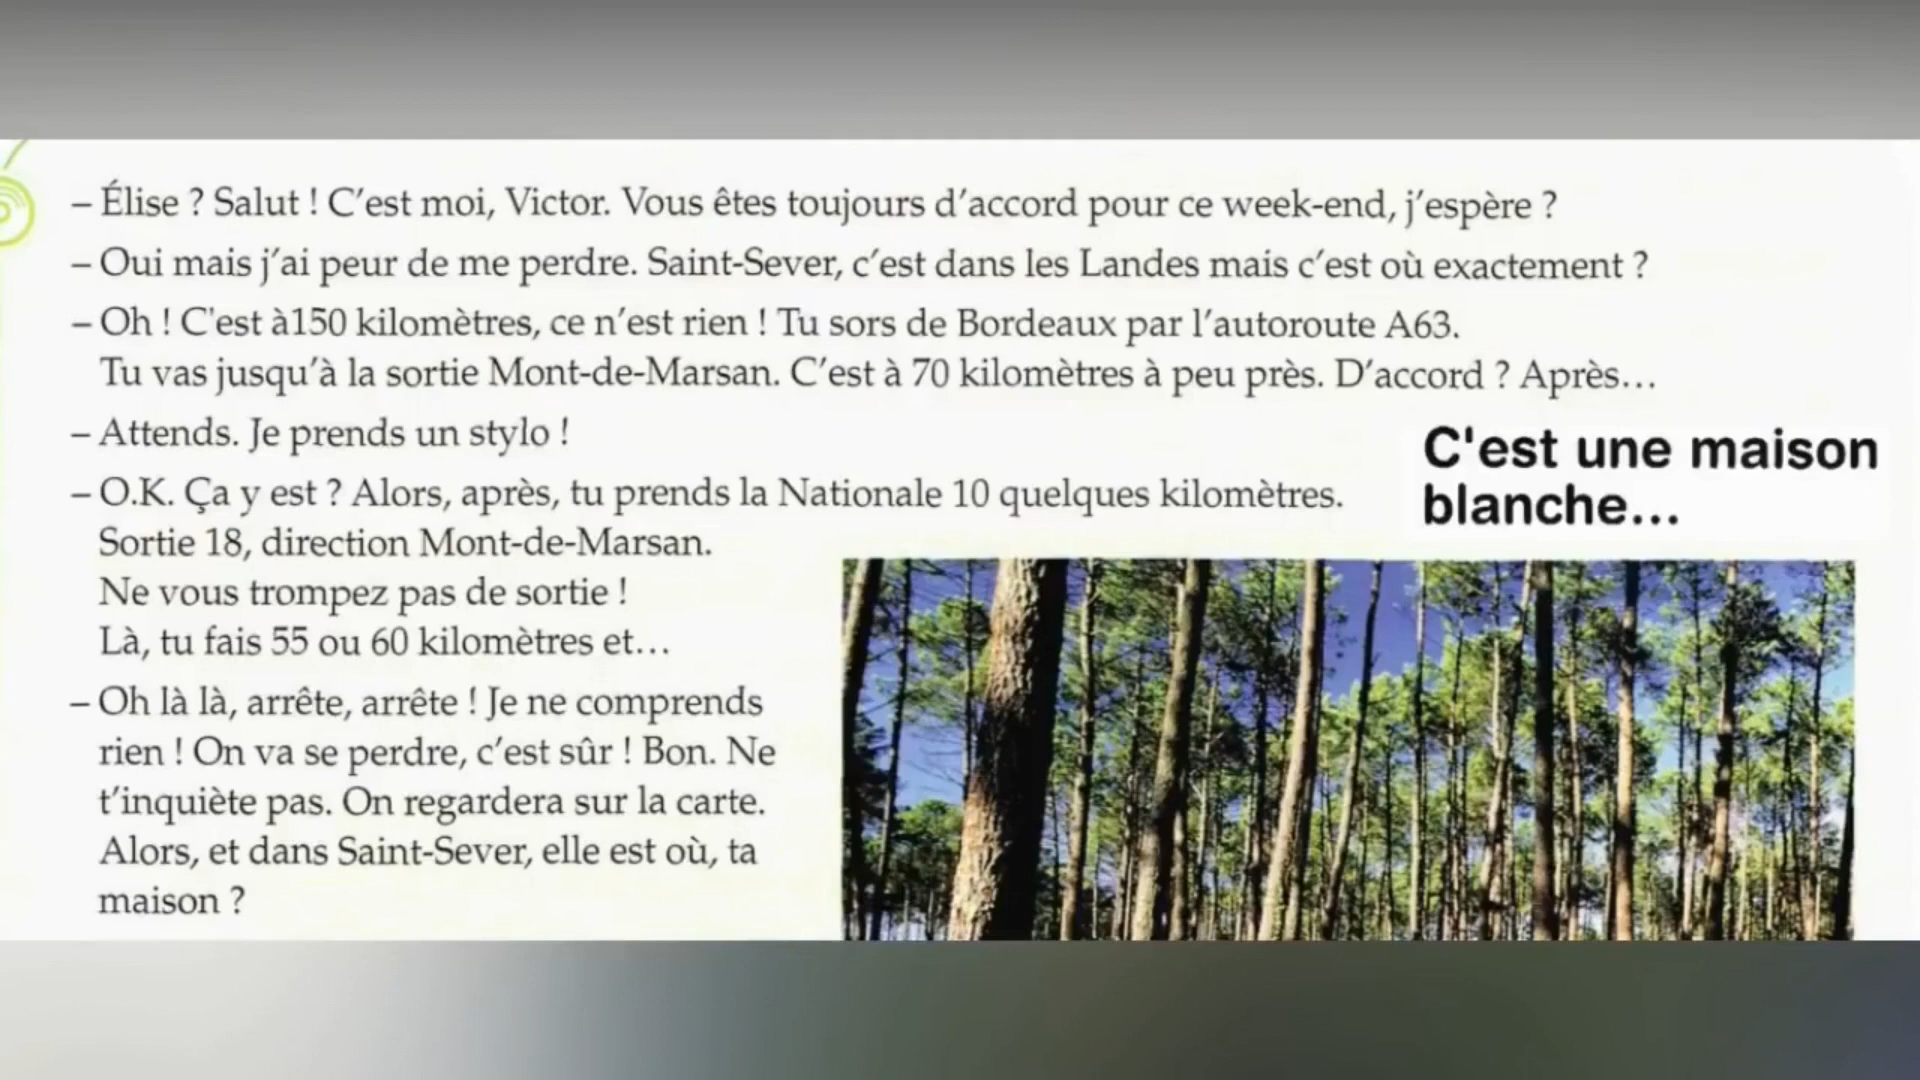 – Élise ? Salut ! C’est moi, Victor. Vous êtes toujours d’accord pour ce week-end, j’espère ?
– Oui mais j’ai peur de me perdre. Saint-Sever, c’est dans les Landes mais c’est où exactement ?
– Oh ! C'est à150 kilomètres, ce n’est rien ! Tu sors de Bordeaux par l’autoroute A63.
Tu vas jusqu’à la sortie Mont-de-Marsan. C’est à 70 kilomètres à peu près. D’accord ? Après…
– Attends. Je prends un stylo !
– O.K. Ça y est ? Alors, après, tu prends la Nationale 10 quelques kilomètres.
Sortie 18, direction Mont-de-Marsan.
Ne vous trompez pas de sortie !
Là, tu fais 55 ou 60 kilomètres et…
– Oh là là, arrête, arrête ! Je ne comprends
rien ! On va se perdre, c’est sûr ! Bon. Ne
t’inquiète pas. On regardera sur la carte.
Alors, et dans Saint-Sever, elle est où, ta
maison ?
C'est une maison
blanche...